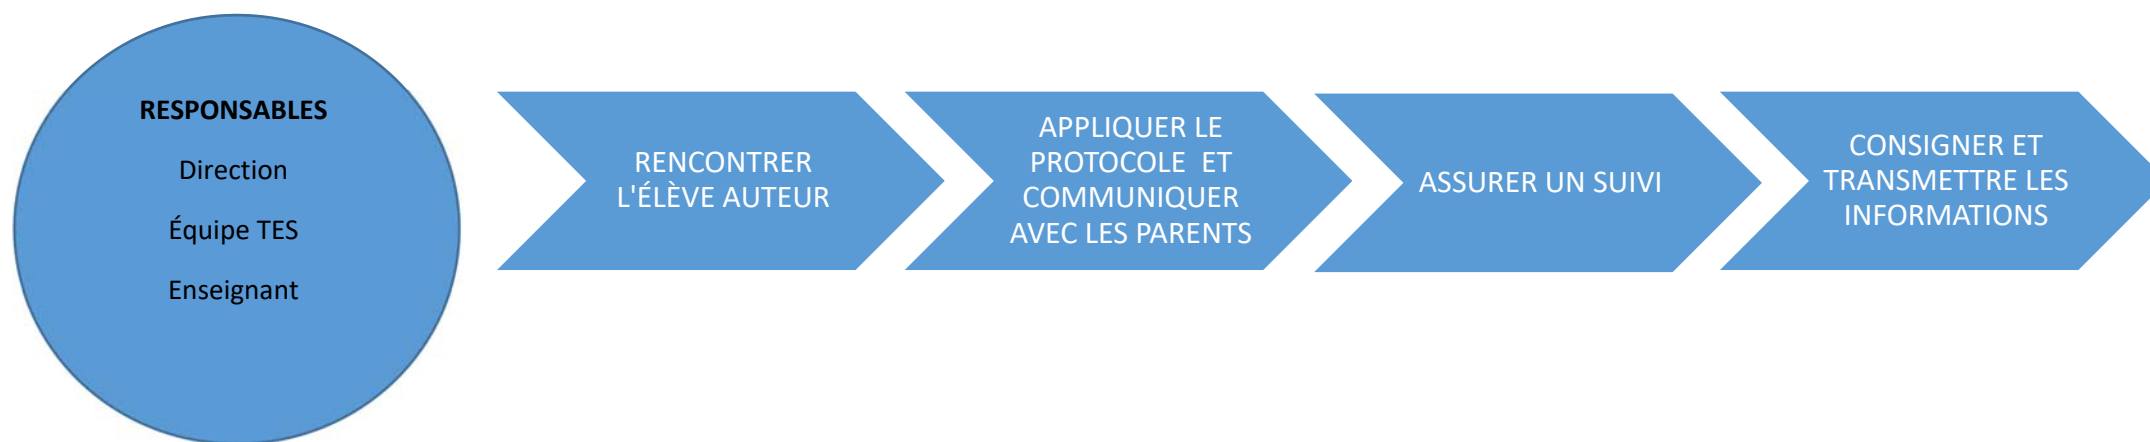 RESPONSABLES
Direction
Équipe TES
Enseignant
RENCONTRER
L'ÉLÈVE AUTEUR
APPLIQUER LE
PROTOCOLE ET
COMMUNIQUER
AVEC LES PARENTS
ASSURER UN SUIVI
CONSIGNER ET
TRANSMETTRE LES
INFORMATIONS